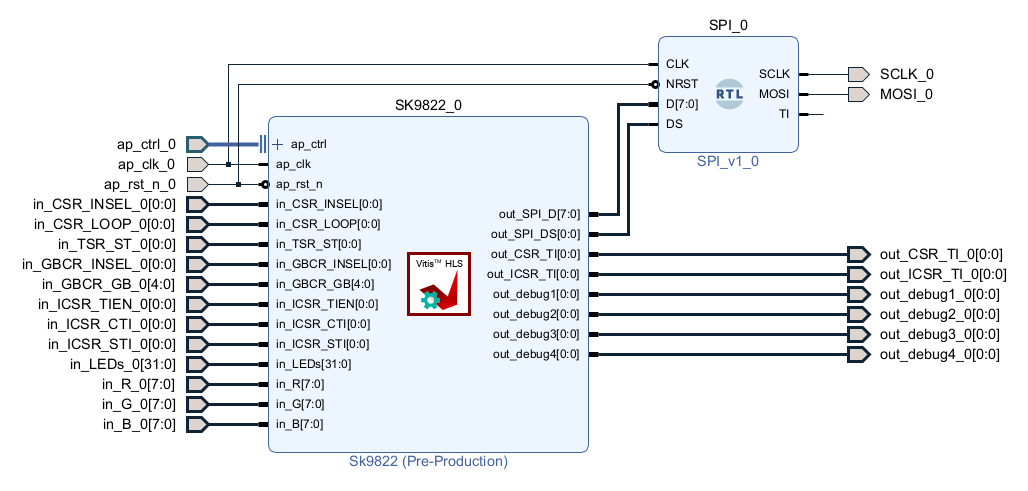 SPI_0
CLK
NRST
D[7:0]
DS
RTL
SCLK
MOSI
TI
SPI_v1_0
SCLK_0
MOSI_0
SK9822_0
ap_ctrl_0
ap_clk_0
ap_rst_n_0
in_CSR_INSEL_0[0:0]
in_CSR_LOOP_0[0:0]
in_TSR_ST_0[0:0]
in_GBCR_INSEL_0[0:0]
in_GBCR_GB_0[4:0]
in_ICSR_TIEN_0[0:0]
in_ICSR_CTI_0[0:0]
in_ICSR_STI_0[0:0]
in_LEDs_0[31:0]
in_R_0[7:0]
in_G_0[7:0]
in_B_0[7:0]
ap_ctrl
ap_clk
ap_rst_n
in_CSR_INSEL[0:0]
in_CSR_LOOP[0:0]
in_TSR_ST[0:0]
in_GBCR_INSEL[0:0]
in_GBCR_GB[4:0]
in_ICSR_TIEN[0:0]
in_ICSR_CTI[0:0]
in_ICSR_STI[0:0]
in_LEDs[31:0]
in_R[7:0]
in_G[7:0]
in_B[7:0]
Vitis™ HLS
out_SPI_D[7:0]
out_SPI_DS[0:0]
out_CSR_TI[0:0]
out_ICSR_TI[0:0]
out_debug1[0:0]
out_debug2[0:0]
out_debug3[0:0]
out_debug4[0:0]
out_CSR_TI_0[0:0]
out_ICSR_TI_0[0:0]
out_debug1_0[0:0]
out_debug2_0[0:0]
out_debug3_0[0:0]
out_debug4_0[0:0]
Sk9822 (Pre-Production)